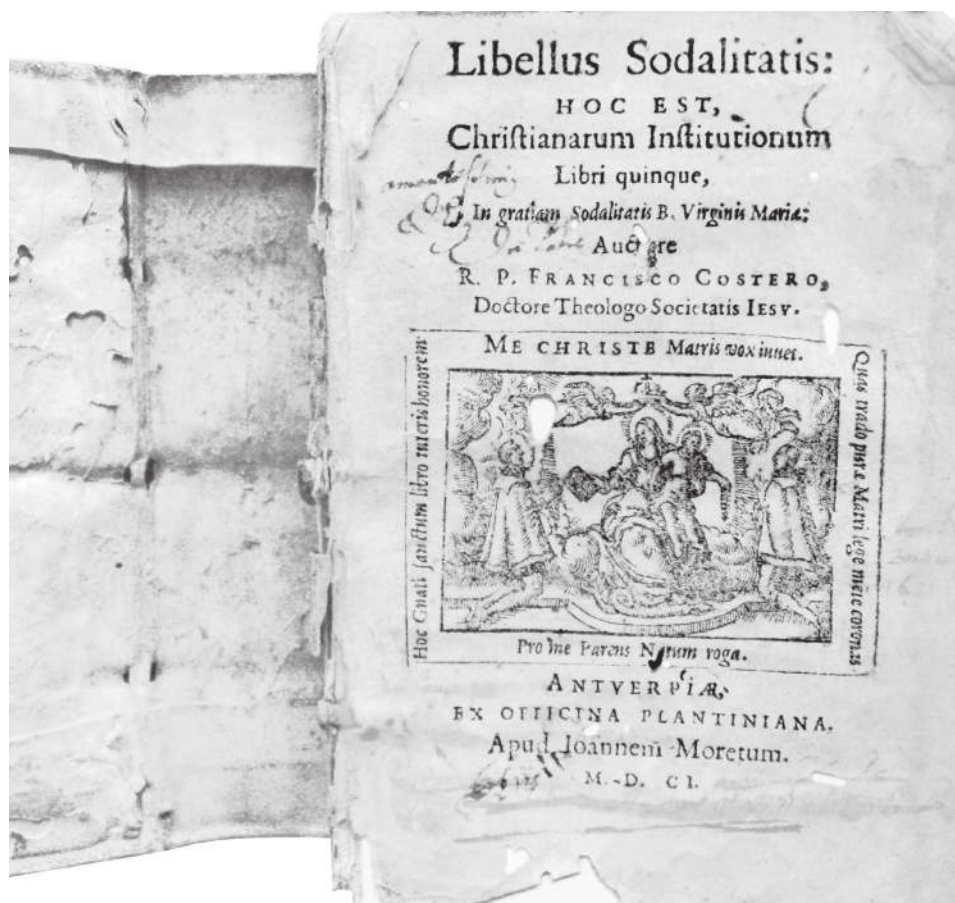 Libellus Sodalitatis:
HOC EST,
Chriſtianarum Inſtitutionum
Libri quinque,
In gratiam Sodalitatis B. Virginis Mariæ:
Auctore
R. P. FRANCISCO COSTERO,
Doctore Theologo Societatis IESV.
ME CHRISTE Matris vox iuuet.
Hoc Gnati ſanctum libro tueris honorem
Quas trado puræ Matri lege mete coronas
Pro me Parens Natum roga.
ANTVERPIÆ,
EX OFFICINA PLANTINIANA,
Apud Ioannem Moretum.
M. D. CI.